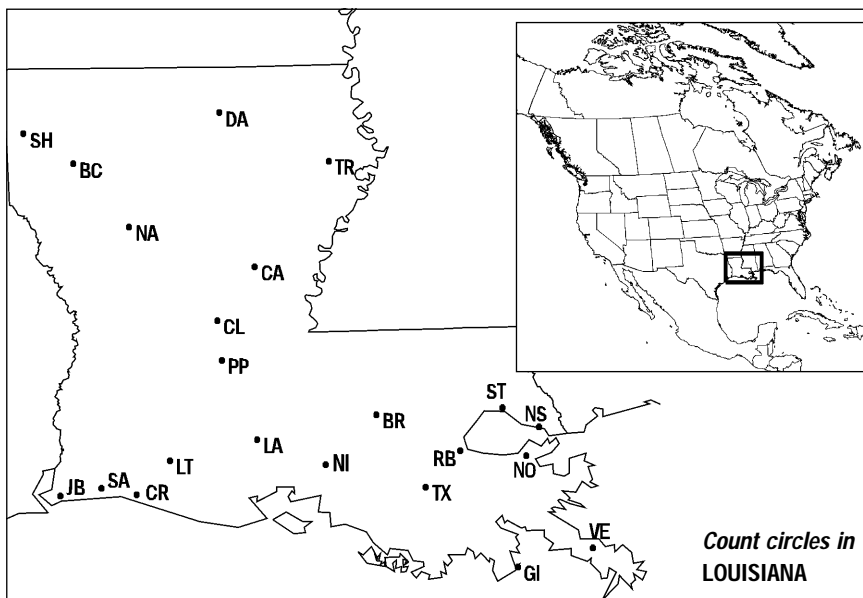 DA
SH
BC
TR
NA
CA
CL
PP
ST
BR
NS
LA
RB
NO
LT
NI
JB
SA
CR
TX
VE
GI
Count circles in
LOUISIANA